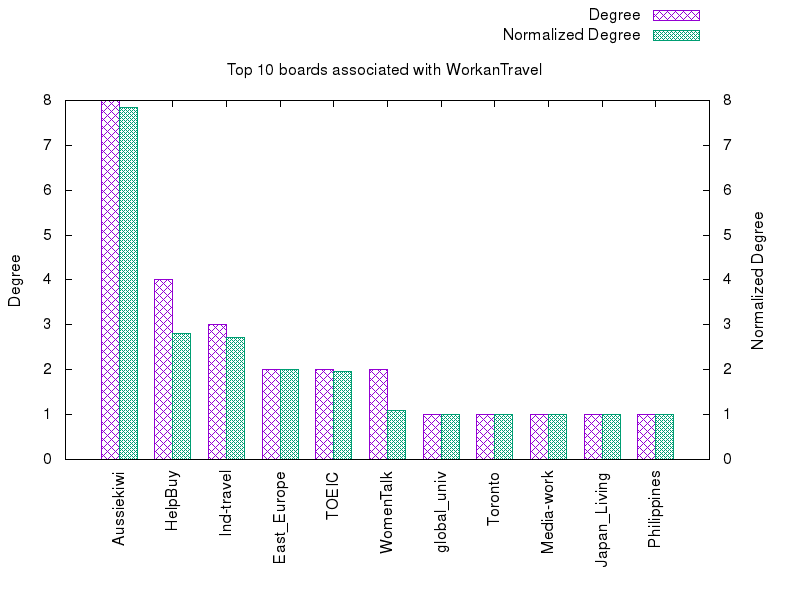 Degree
Normalized Degree
Top 10 boards associated with WorkanTravel
8
7
6
5
4
3
2
1
0
Degree
8
7
6
5
4
3
2
1
0
Normalized Degree
Aussiekiwi
HelpBuy
Ind-travel
East_Europe
TOEIC
WomenTalk
global_univ
Toronto
Media-work
Japan_Living
Philippines